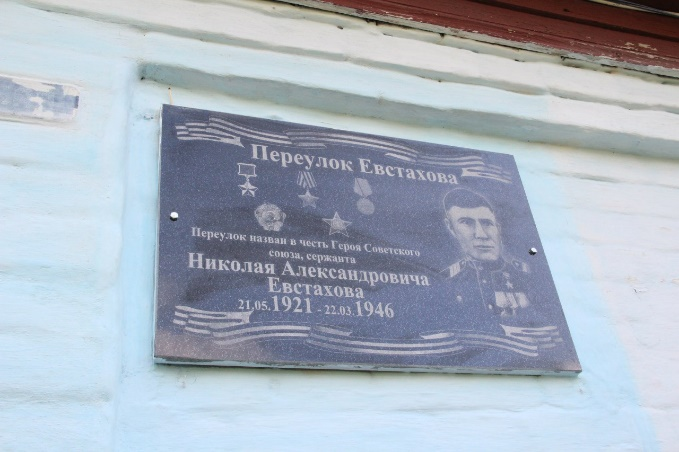 Переулок Евстахова
Переулок назван в честь Героя Советского
союза, сержанта
Николая Александровича
Евстахова
21.05.1921 - 22.03.1946